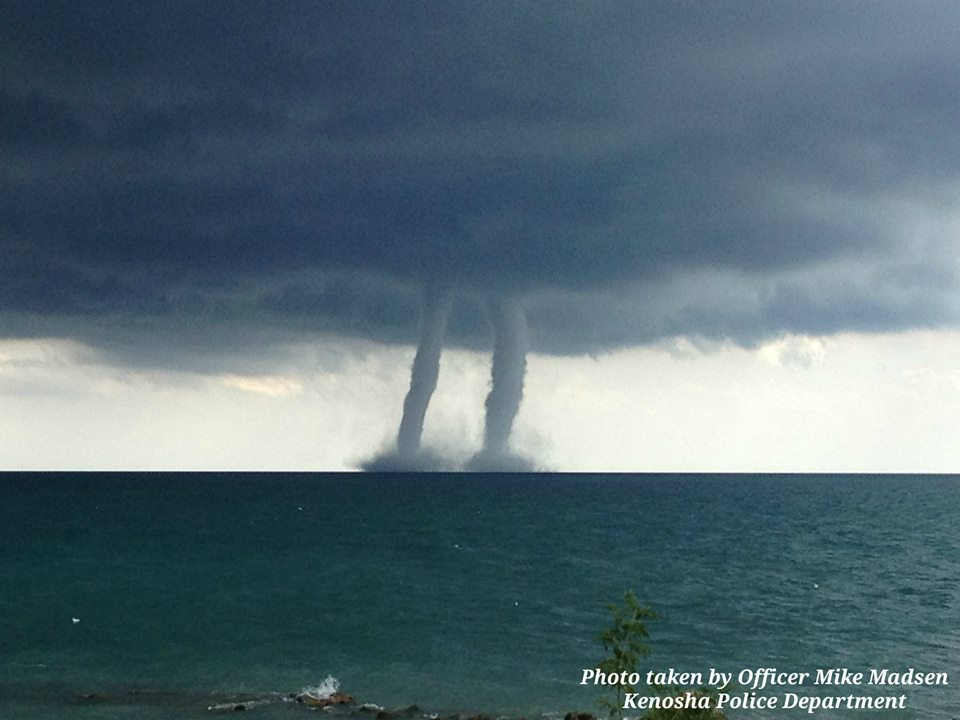 Photo taken by Officer Mike Madsen
Kenosha Police Department